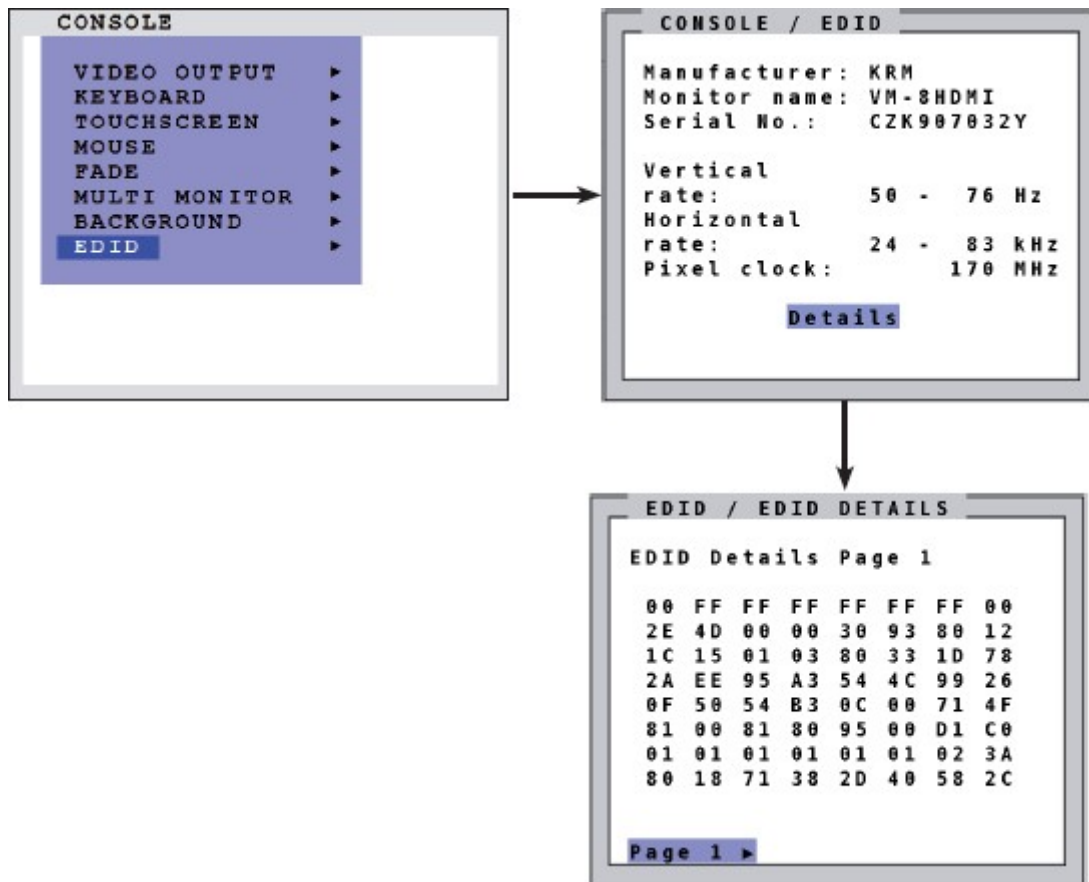 CONSOLE
VIDEO OUTPUT ►
KEYBOARD ►
TOUCHSCREEN ►
MOUSE ►
FADE ►
MULTI MONITOR ►
BACKGROUND ►
EDID ►
CONSOLE / EDID
Manufacturer: KRM
Monitor name: VM-8HDMI
Serial No.: CZK907032Y
Vertical
rate: 50 - 76 Hz
Horizontal
rate: 24 - 83 kHz
Pixel clock: 170 MHz
Details
EDID / EDID DETAILS
EDID Details Page 1
00 FF FF FF FF FF FF 00
2E 4D 00 00 30 93 80 12
1C 15 01 03 80 33 1D 78
2A EE 95 A3 54 4C 99 26
0F 50 54 B3 0C 00 71 4F
81 00 81 80 95 00 D1 C0
01 01 01 01 01 01 02 3A
80 18 71 38 2D 40 58 2C
Page 1 ►